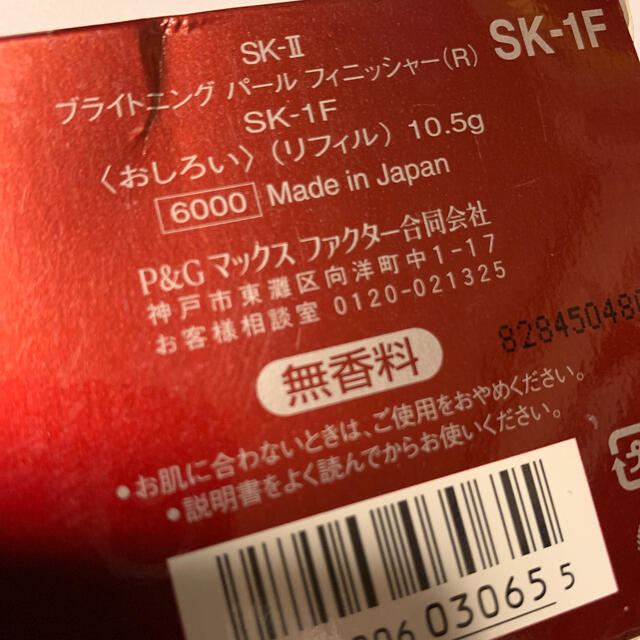 SK-1F
SK-II
ブライトニング パール フィニッシャー(R)
SK-1F
〈おしろい〉(リフィル) 10.5g
6000 Made in Japan
P&G マックス ファクター合同会社
神戸市東灘区向洋町中1-17
お客様相談室 0120-021325
無香料
•お肌に合わないときは、ご使用をおやめください。
•説明書をよく読んでからお使いください。
030655